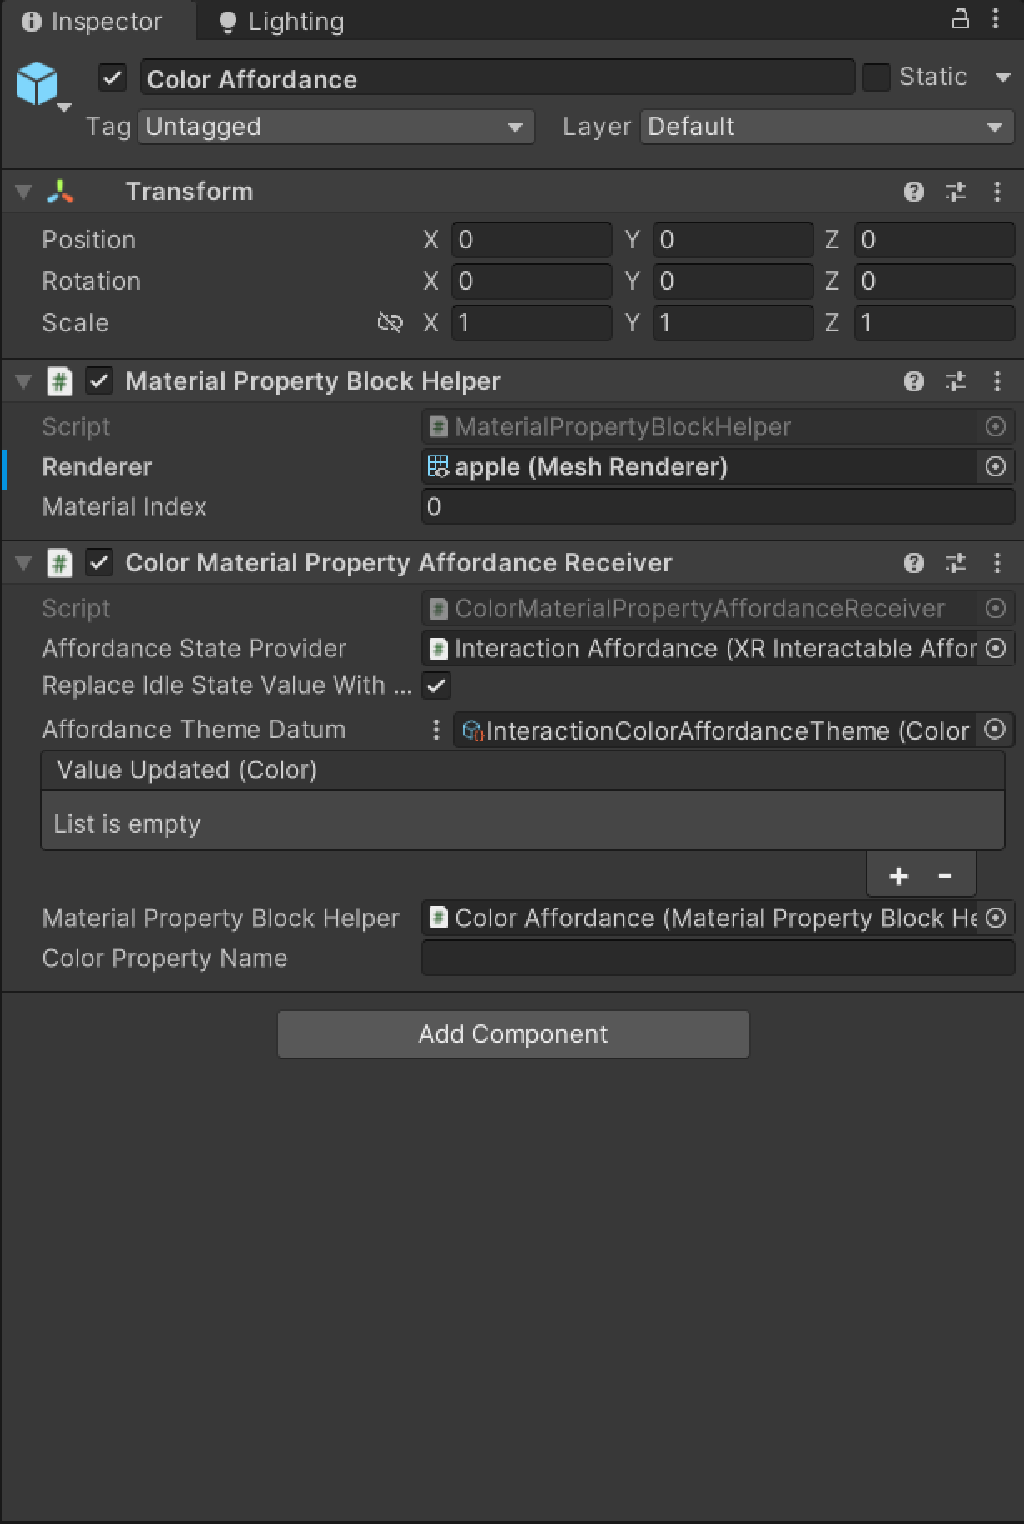 Inspector Lighting
Color Affordance Static
Tag Untagged Layer Default
Transform
Position X 0 Y 0 Z 0
Rotation X 0 Y 0 Z 0
Scale X 1 Y 1 Z 1
# Material Property Block Helper
Script # MaterialPropertyBlockHelper
Renderer apple (Mesh Renderer)
Material Index 0
# Color Material Property Affordance Receiver
Script # ColorMaterialPropertyAffordanceReceiver
Affordance State Provider # Interaction Affordance (XR Interactable Affor
Replace Idle State Value With ...
Affordance Theme Datum InteractionColorAffordanceTheme (Color
Value Updated (Color)
List is empty
+ -
Material Property Block Helper # Color Affordance (Material Property Block He
Color Property Name
Add Component